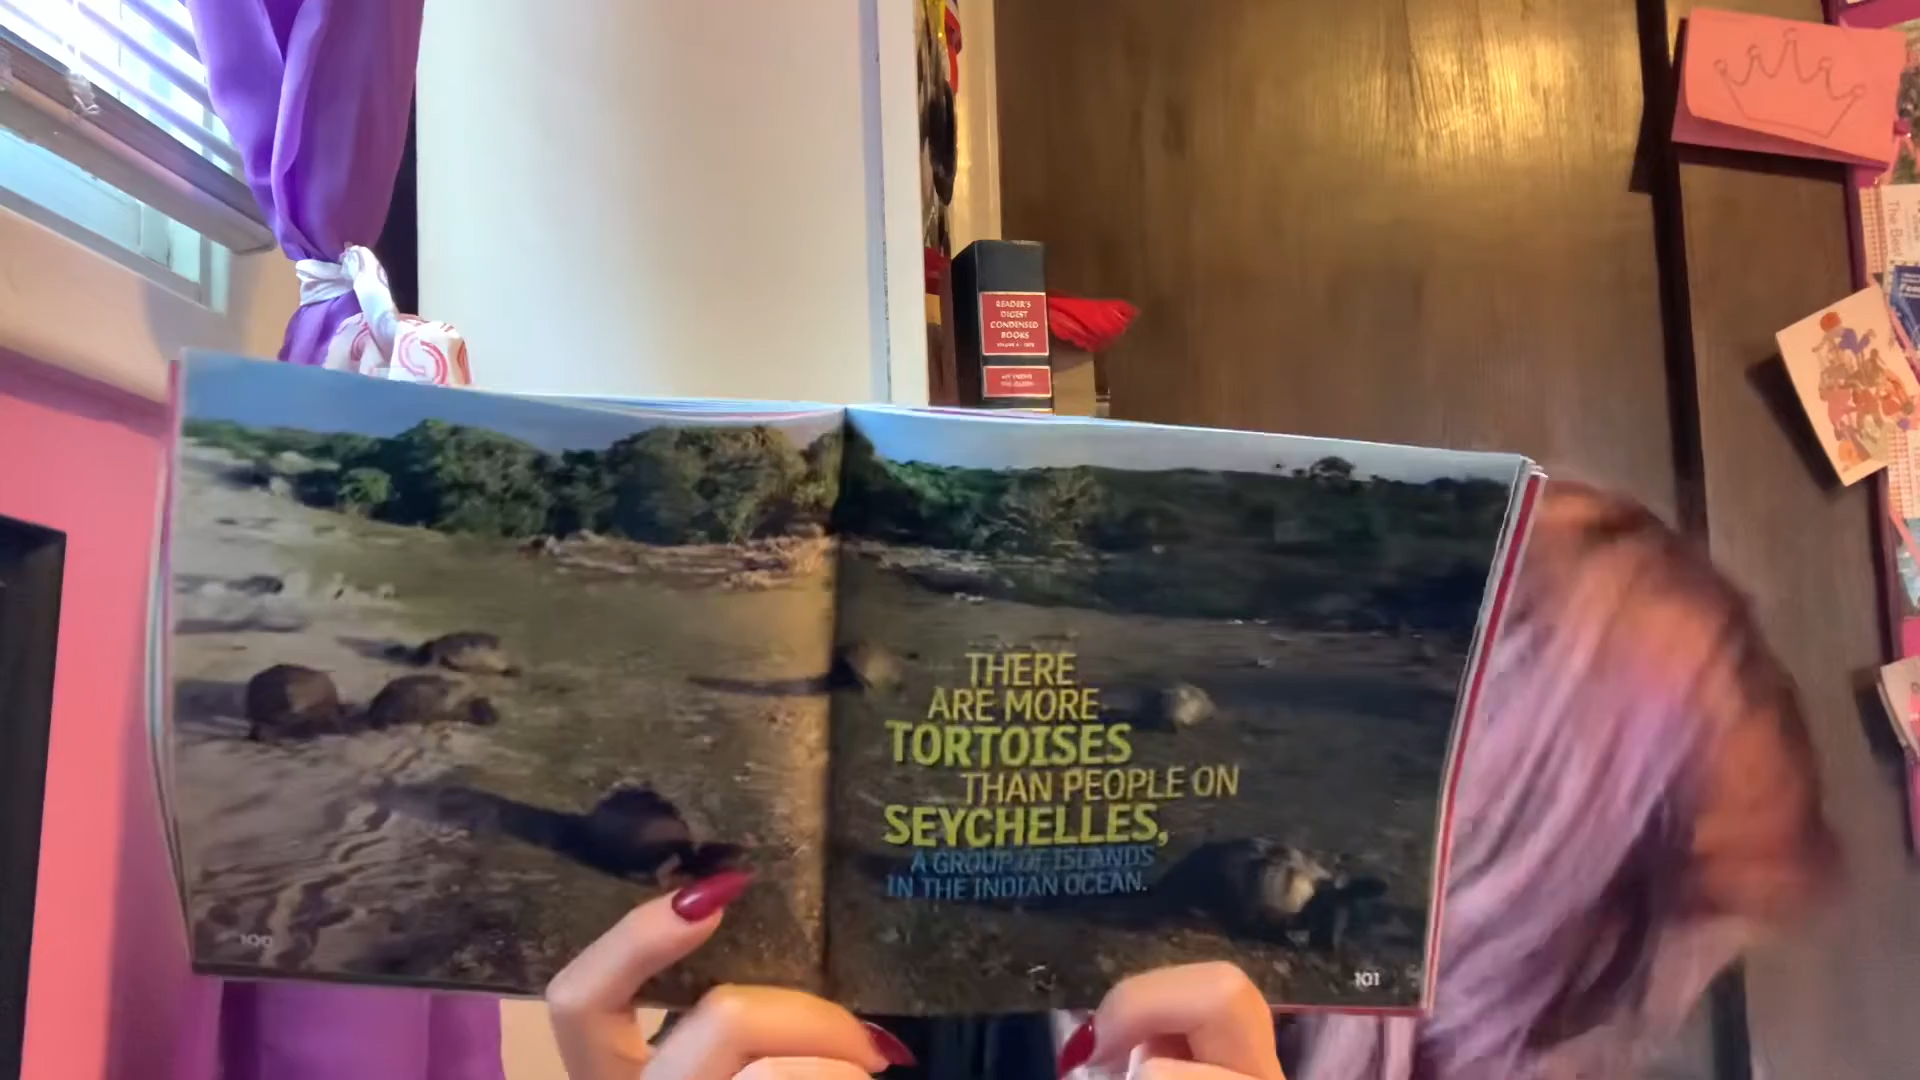 READER'S
DIGEST
CONDENSED
BOOKS
The
THERE
ARE MORE
TORTOISES
THAN PEOPLE ON
SEYCHELLES,
A GROUP OF ISLANDS
IN THE INDIAN OCEAN.
100
101